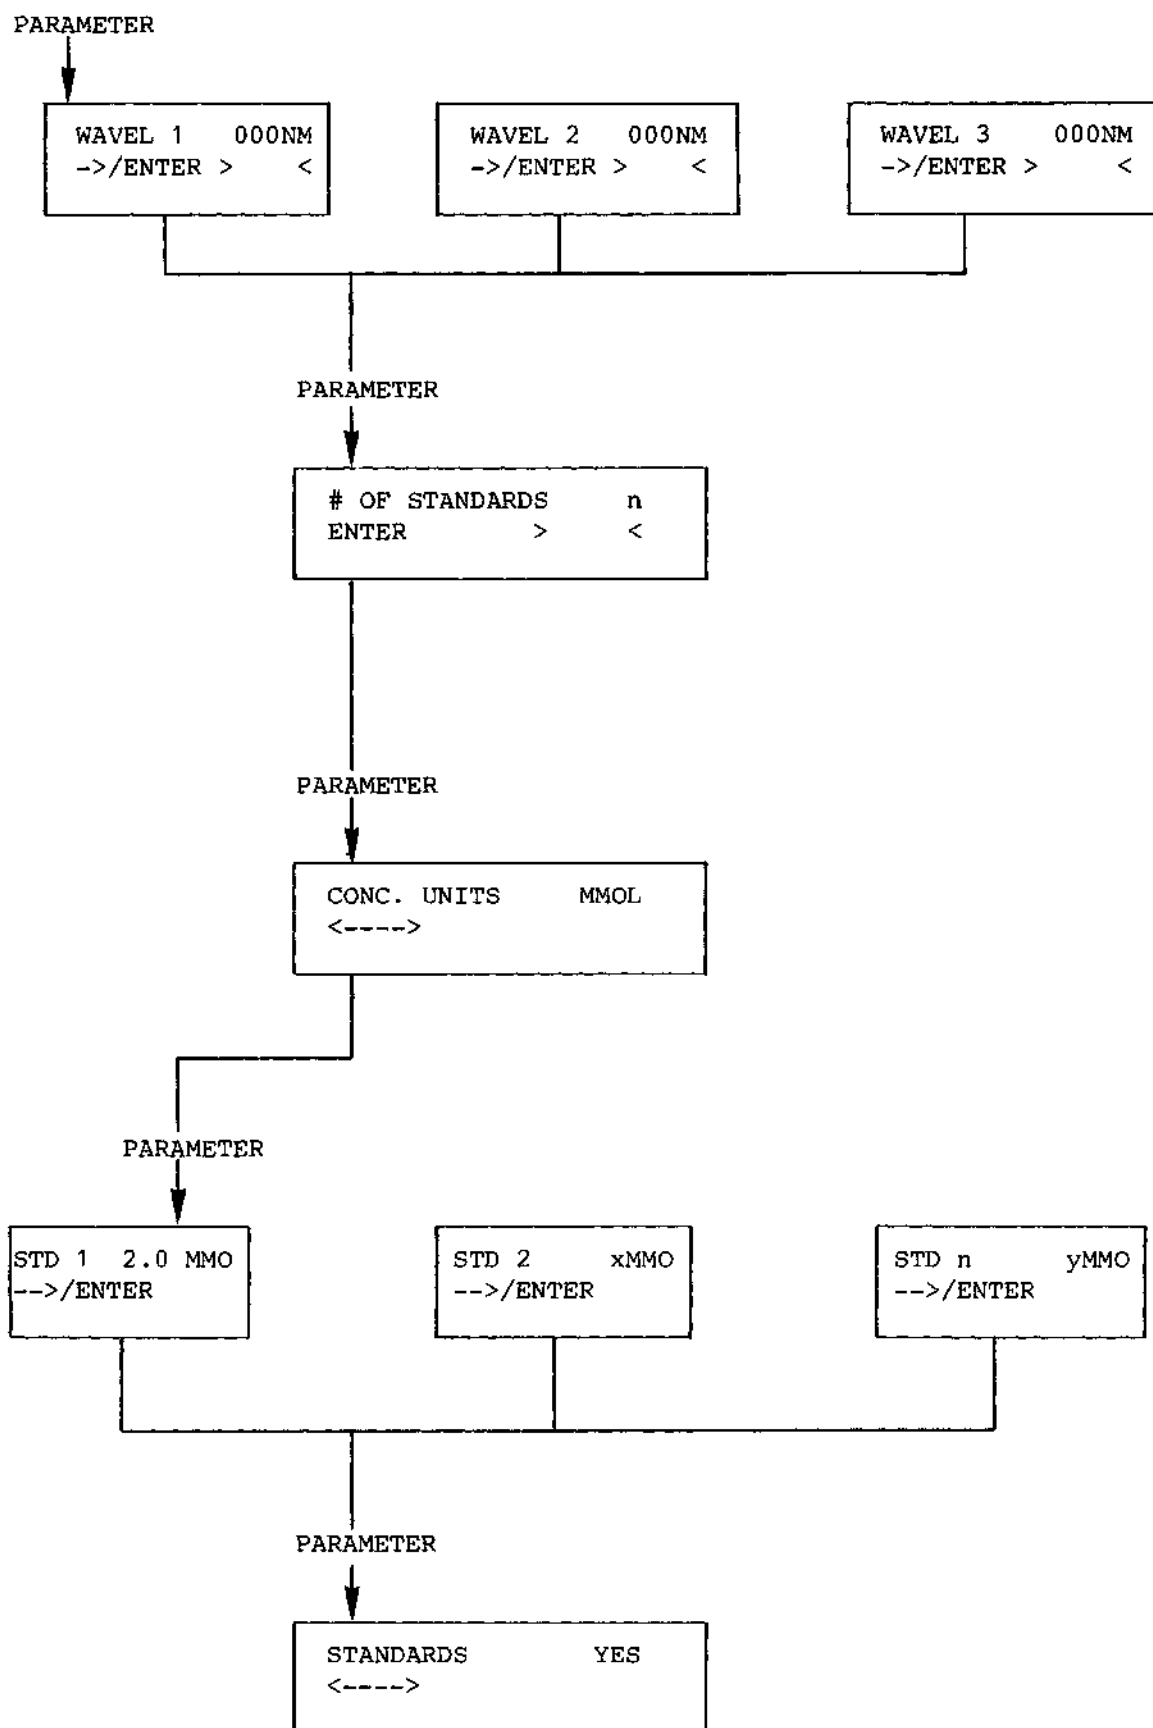 PARAMETER
WAVEL 1 000NM
->/ENTER > <
WAVEL 2 000NM
->/ENTER > <
WAVEL 3 000NM
->/ENTER > <
PARAMETER
# OF STANDARDS n
ENTER > <
PARAMETER
CONC. UNITS MMOL
<---->
PARAMETER
STD 1 2.0 MMO
-->/ENTER
STD 2 xMMO
-->/ENTER
STD n yMMO
-->/ENTER
PARAMETER
STANDARDS YES
<---->